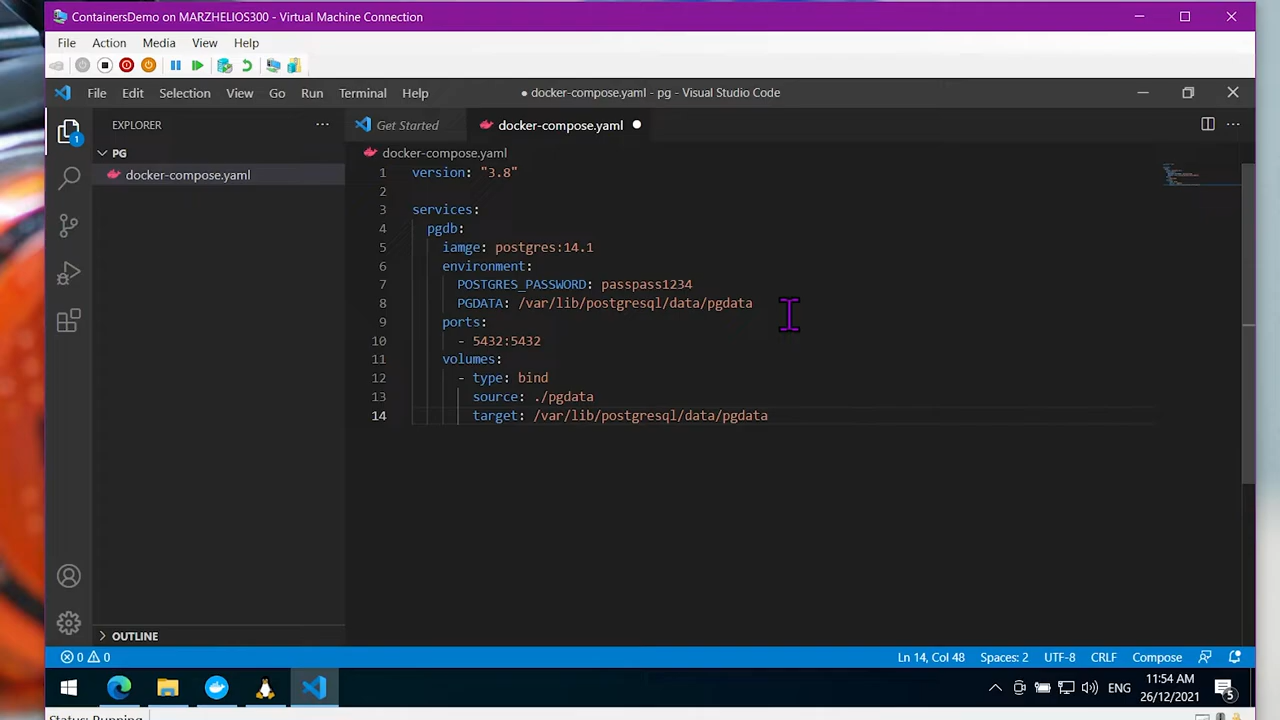 ContainersDemo on MARZHELIOS300 - Virtual Machine Connection
File Action Media View Help
File Edit Selection View Go Run Terminal Help
● docker-compose.yaml - pg - Visual Studio Code
EXPLORER
Get Started docker-compose.yaml
1
PG
docker-compose.yaml
docker-compose.yaml
1 version: "3.8"
2
3 services:
4 pgdb:
5 iamge: postgres:14.1
6 environment:
7 POSTGRES_PASSWORD: passpass1234
8 PGDATA: /var/lib/postgresql/data/pgdata
9 ports:
10 - 5432:5432
11 volumes:
12 - type: bind
13 source: ./pgdata
14 target: /var/lib/postgresql/data/pgdata
OUTLINE
0 0 Ln 14, Col 48 Spaces: 2 UTF-8 CRLF Compose
ENG 11:54 AM
26/12/2021 5
Status: Running